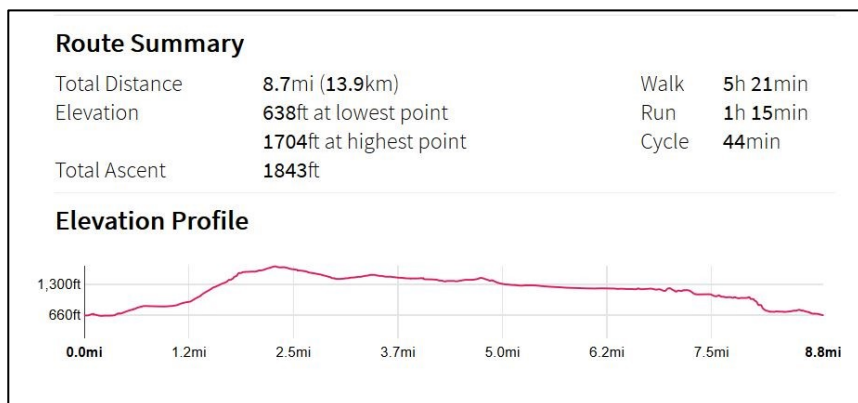 Route Summary
Total Distance 8.7mi (13.9km) Walk 5h 21min
Elevation 638ft at lowest point Run 1h 15min
1704ft at highest point Cycle 44min
Total Ascent 1843ft
Elevation Profile
1,300ft
660ft
0.0mi 1.2mi 2.5mi 3.7mi 5.0mi 6.2mi 7.5mi 8.8mi